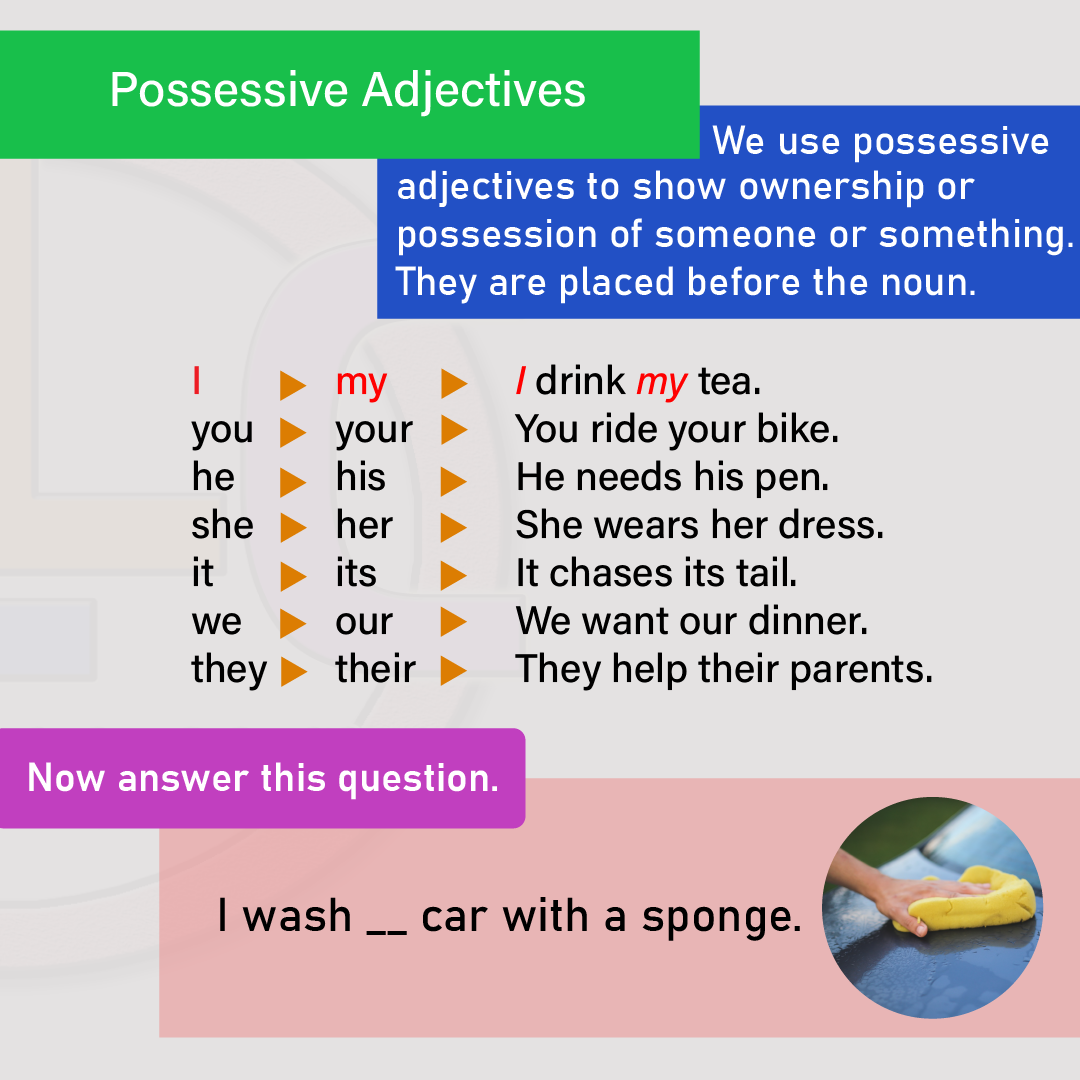 Possessive Adjectives
We use possessive
adjectives to show ownership or
possession of someone or something.
They are placed before the noun.
I my I drink my tea.
you your You ride your bike.
he his He needs his pen.
she her She wears her dress.
it its It chases its tail.
we our We want our dinner.
they their They help their parents.
Now answer this question.
I wash __ car with a sponge.